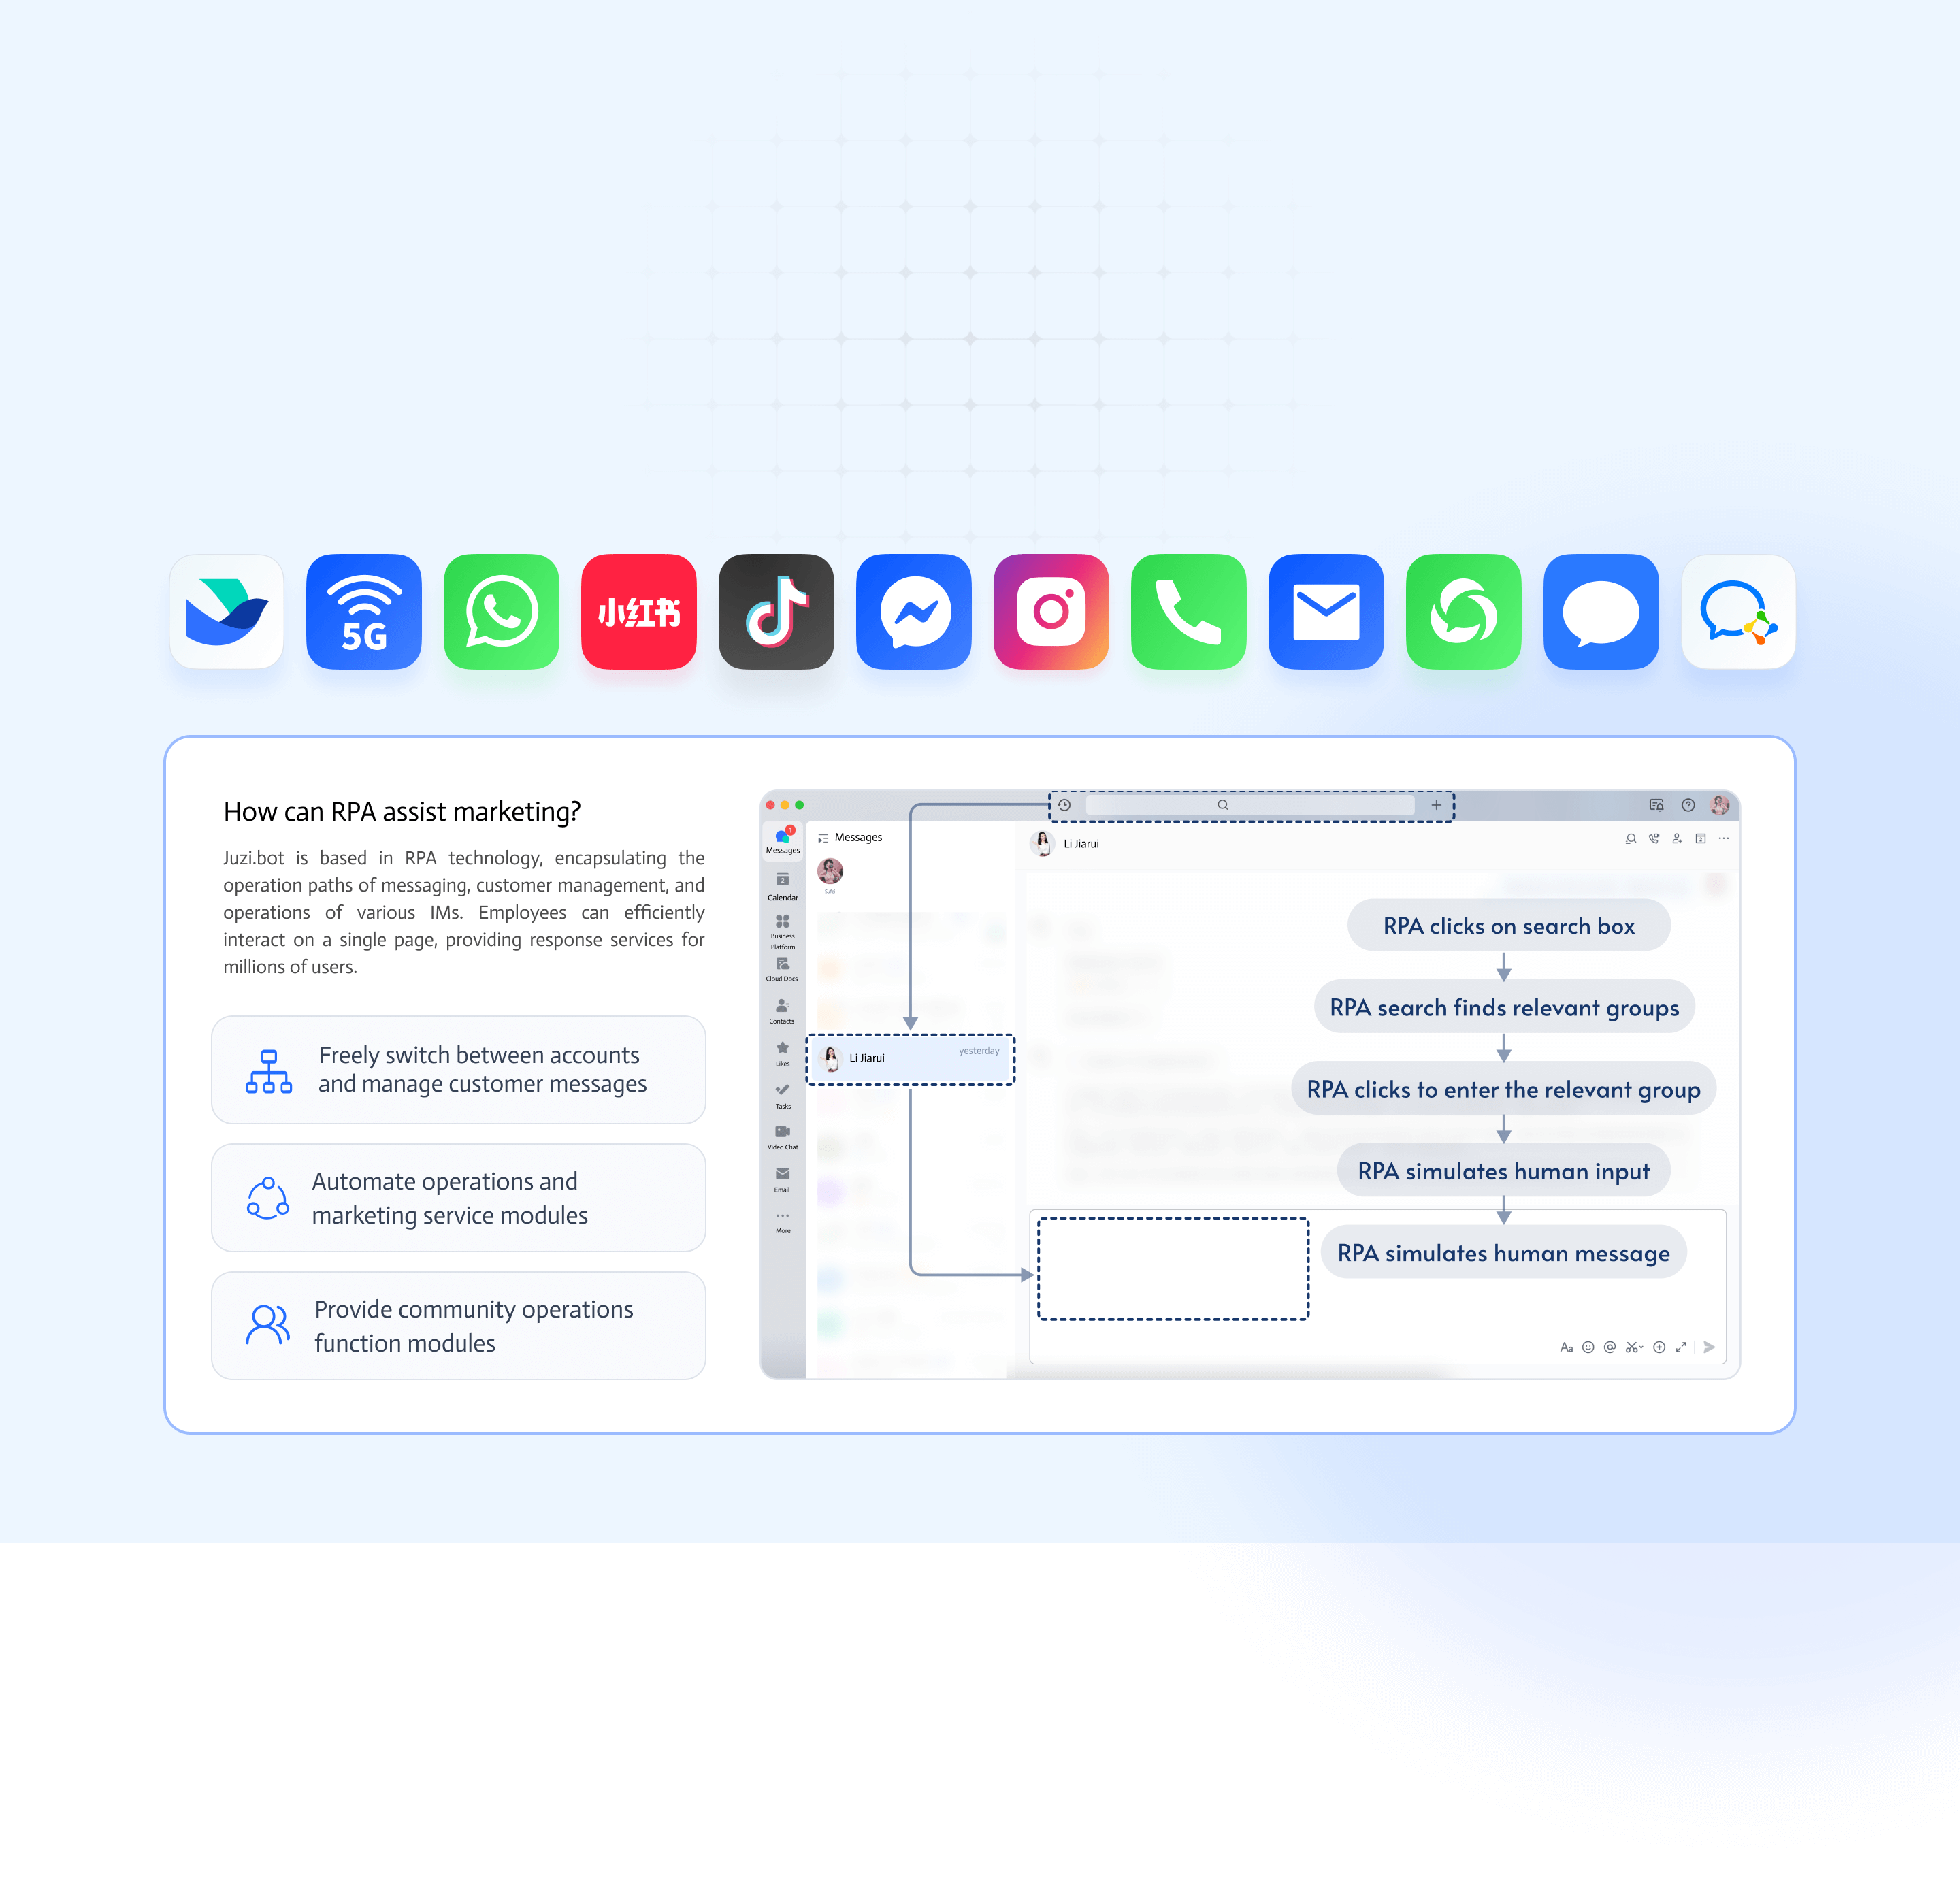 5G
小红书
How can RPA assist marketing?
Juzi.bot is based in RPA technology, encapsulating the
operation paths of messaging, customer management, and
operations of various IMs. Employees can efficiently
interact on a single page, providing response services for
millions of users.
Freely switch between accounts
and manage customer messages
Automate operations and
marketing service modules
Provide community operations
function modules
1
Messages
Calendar
Business
Platform
Cloud Docs
Contacts
Likes
Tasks
Video Chat
Email
More
Messages
Li Jiarui
yesterday
Li Jiarui
RPA clicks on search box
RPA search finds relevant groups
RPA clicks to enter the relevant group
RPA simulates human input
RPA simulates human message
Aa